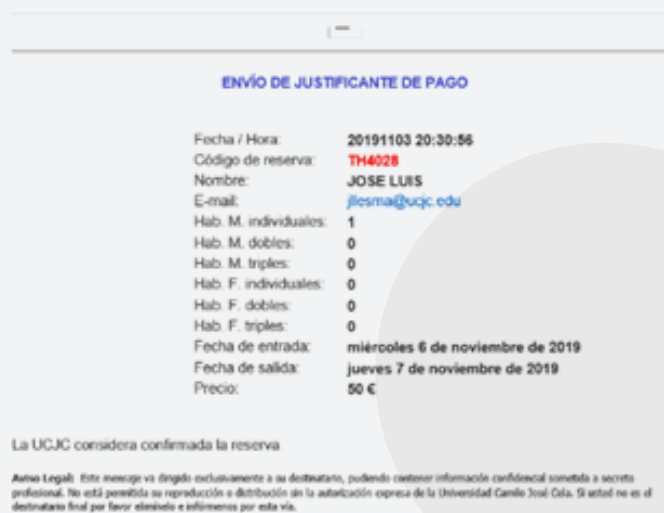 ENVÍO DE JUSTIFICANTE DE PAGO
Fecha / Hora: 20191103 20:30:56
Código de reserva: TH4028
Nombre: JOSE LUIS
E-mail: jllesma@ucjc.edu
Hab. M. individuales: 1
Hab. M. dobles: 0
Hab. M. triples: 0
Hab. F. individuales: 0
Hab. F. dobles: 0
Hab. F. triples: 0
Fecha de entrada: miércoles 6 de noviembre de 2019
Fecha de salida: jueves 7 de noviembre de 2019
Precio: 50 €
La UCJC considera confirmada la reserva
Aviso Legal: Este mensaje va dirigido exclusivamente a su destinatario, pudiendo contener información confidencial sometida a secreto
profesional. No está permitida su reproducción o distribución sin la autorización expresa de la Universidad Camilo José Cela. Si usted no es el
destinatario final por favor elimínelo e infórmenos por esta vía.